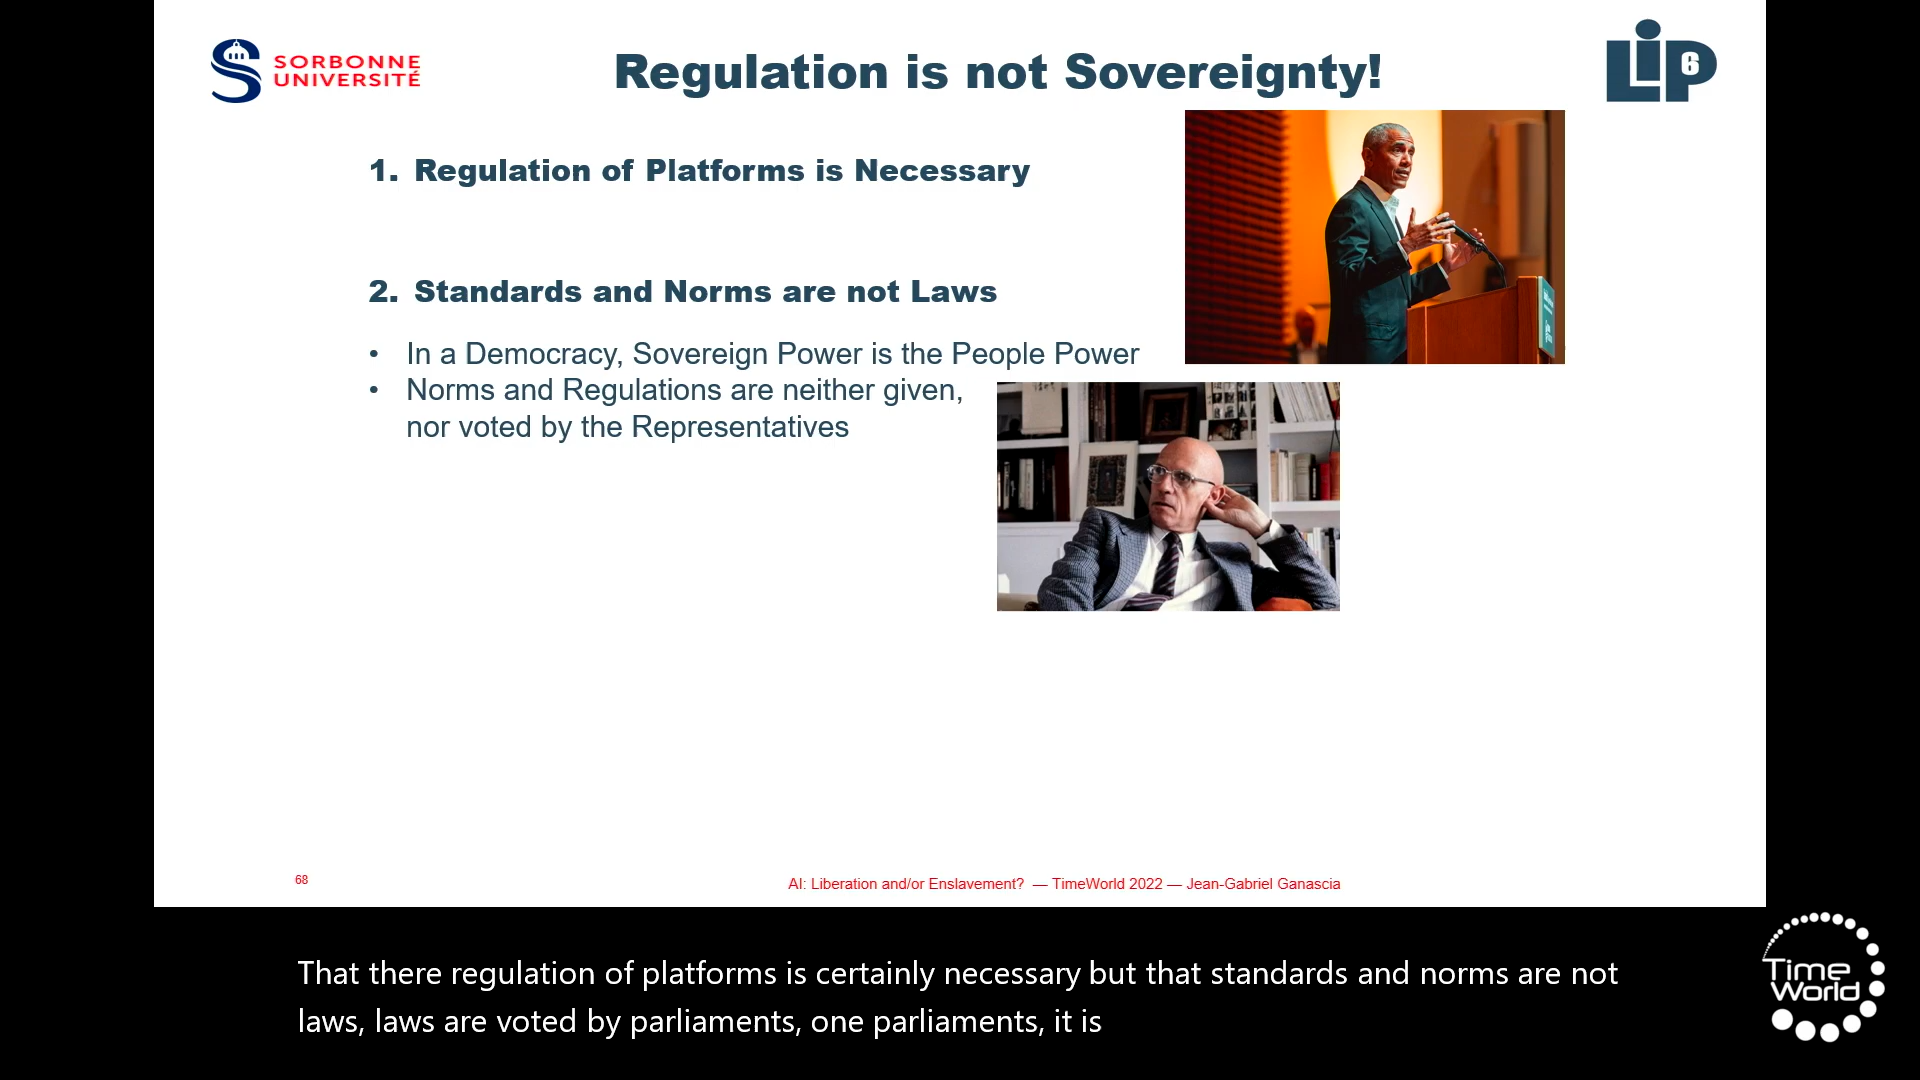 SORBONNE
UNIVERSITÉ
Regulation is not Sovereignty!
LiP6
1. Regulation of Platforms is Necessary
2. Standards and Norms are not Laws
• In a Democracy, Sovereign Power is the People Power
• Norms and Regulations are neither given,
nor voted by the Representatives
68
AI: Liberation and/or Enslavement? — TimeWorld 2022 — Jean-Gabriel Ganascia
That there regulation of platforms is certainly necessary but that standards and norms are not
laws, laws are voted by parliaments, one parliaments, it is
Time
World